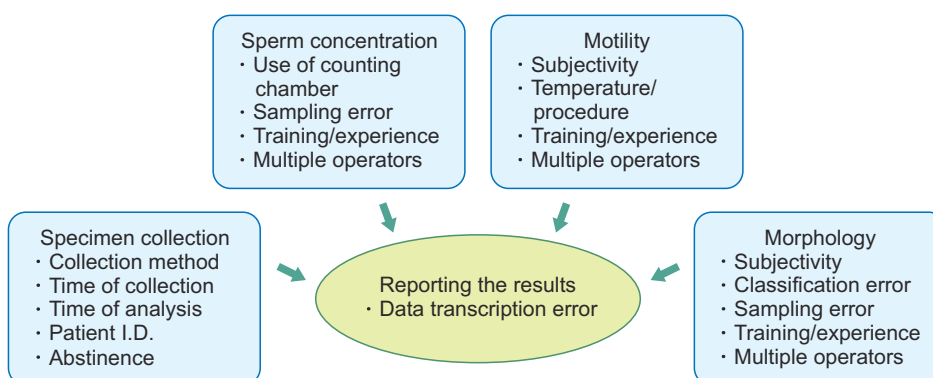 Sperm concentration
· Use of counting
chamber
· Sampling error
· Training/experience
· Multiple operators
Motility
· Subjectivity
· Temperature/
procedure
· Training/experience
· Multiple operators
Specimen collection
· Collection method
· Time of collection
· Time of analysis
· Patient I.D.
· Abstinence
Reporting the results
· Data transcription error
Morphology
· Subjectivity
· Classification error
· Sampling error
· Training/experience
· Multiple operators